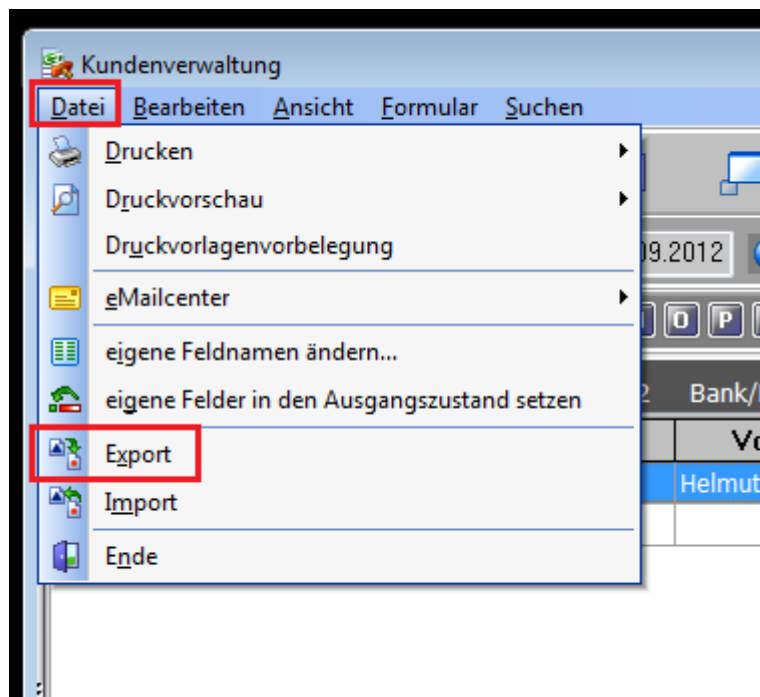 Kundenverwaltung
Datei Bearbeiten Ansicht Formular Suchen
Drucken
Druckvorschau
Druckvorlagenvorbelegung
09.2012
eMailcenter
O P
eigene Feldnamen ändern...
eigene Felder in den Ausgangszustand setzen
2 Bank/
Export
Helmut
Import
Ende